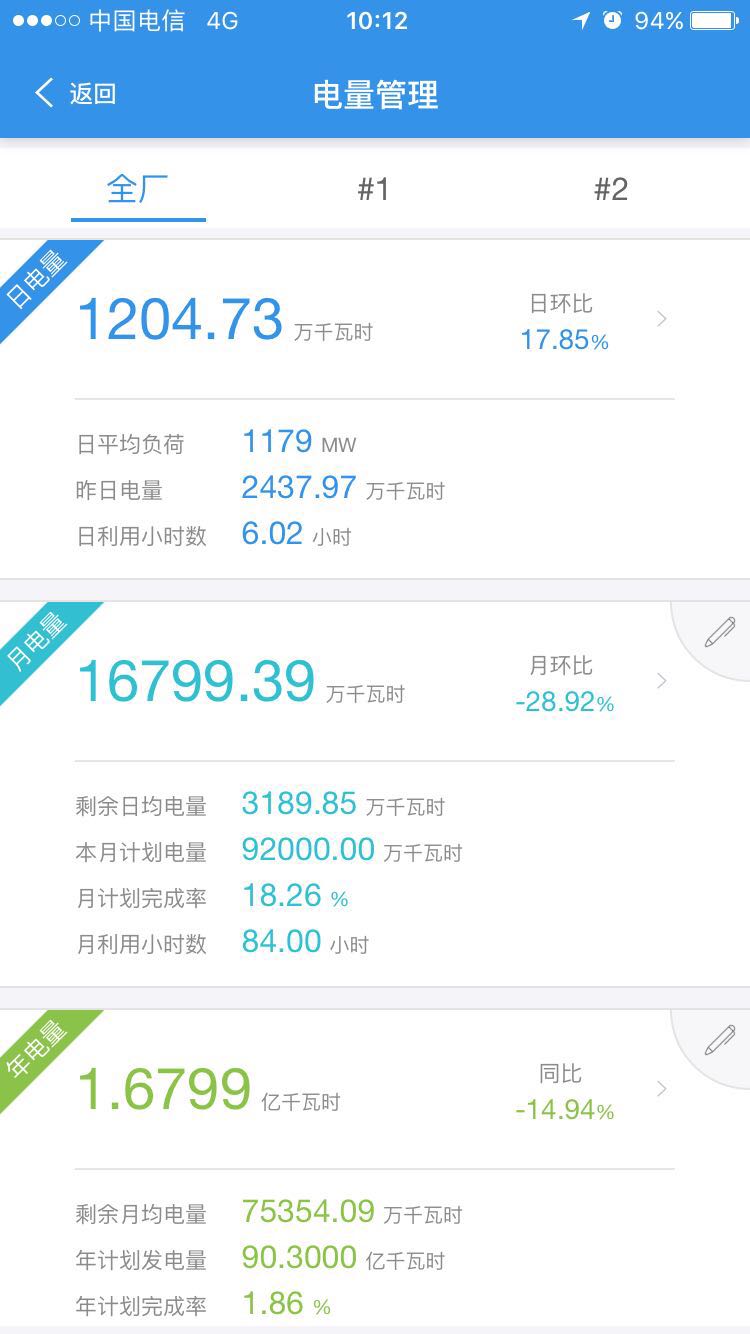 中国电信 4G 10:12 94%
返回 电量管理
全厂 #1 #2
日电量
1204.73 万千瓦时
日环比
17.85%
日平均负荷 1179 MW
昨日电量 2437.97 万千瓦时
日利用小时数 6.02 小时
月电量
16799.39 万千瓦时
月环比
-28.92%
剩余日均电量 3189.85 万千瓦时
本月计划电量 92000.00 万千瓦时
月计划完成率 18.26 %
月利用小时数 84.00 小时
年电量
1.6799 亿千瓦时
同比
-14.94%
剩余月均电量 75354.09 万千瓦时
年计划发电量 90.3000 亿千瓦时
年计划完成率 1.86 %